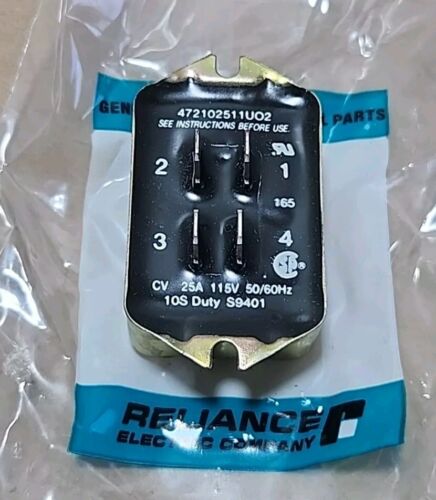 GEN PARTS
472102511UO2
SEE INSTRUCTIONS BEFORE USE.
2 1
165
3 4
CV 25A 115V 50/60Hz
10S Duty S9401
RELIANCE
ELECTRIC COMPANY